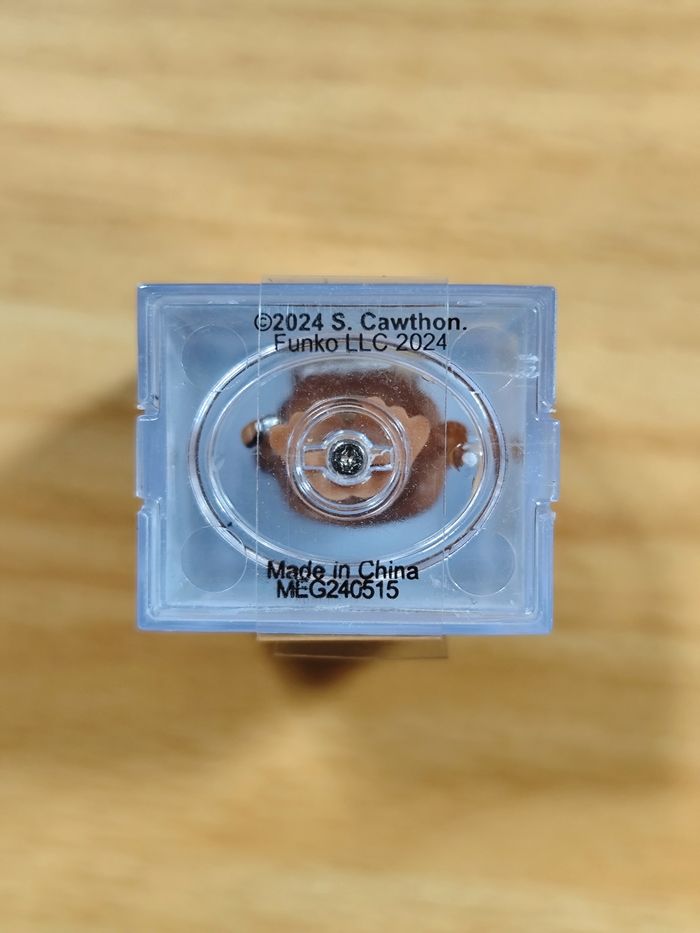 ©2024 S. Cawthon.
Funko LLC 2024
Made in China
MEG240515